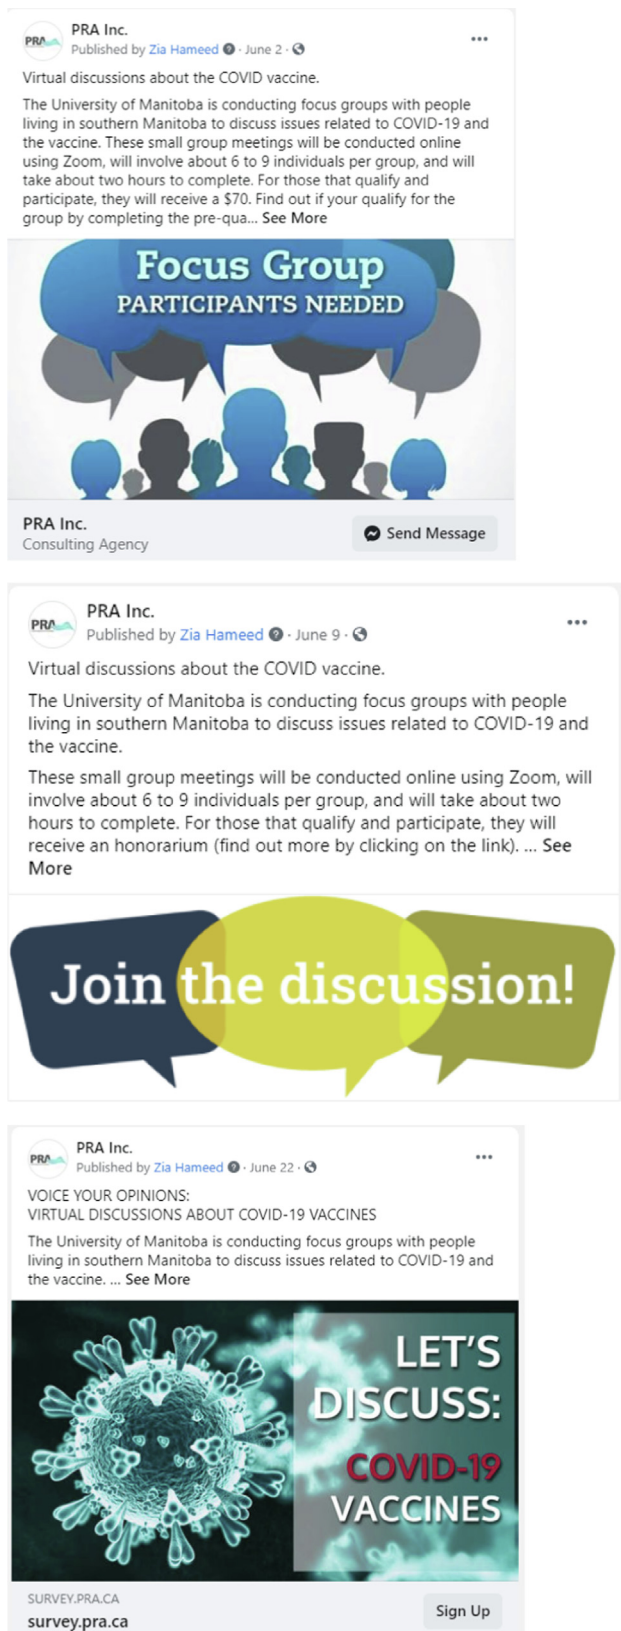 PRA
PRA Inc.
Published by Zia Hameed · June 2 ·
Virtual discussions about the COVID vaccine.
The University of Manitoba is conducting focus groups with people
living in southern Manitoba to discuss issues related to COVID-19 and
the vaccine. These small group meetings will be conducted online
using Zoom, will involve about 6 to 9 individuals per group, and will
take about two hours to complete. For those that qualify and
participate, they will receive a $70. Find out if your qualify for the
group by completing the pre-qua... See More
Focus Group
PARTICIPANTS NEEDED
PRA Inc.
Consulting Agency
Send Message
PRA
PRA Inc.
Published by Zia Hameed · June 9 ·
Virtual discussions about the COVID vaccine.
The University of Manitoba is conducting focus groups with people
living in southern Manitoba to discuss issues related to COVID-19 and
the vaccine.
These small group meetings will be conducted online using Zoom, will
involve about 6 to 9 individuals per group, and will take about two
hours to complete. For those that qualify and participate, they will
receive an honorarium (find out more by clicking on the link). ... See
More
Join the discussion!
PRA
PRA Inc.
Published by Zia Hameed · June 22 ·
VOICE YOUR OPINIONS:
VIRTUAL DISCUSSIONS ABOUT COVID-19 VACCINES
The University of Manitoba is conducting focus groups with people
living in southern Manitoba to discuss issues related to COVID-19 and
the vaccine. ... See More
LET'S
DISCUSS:
COVID-19
VACCINES
SURVEY.PRA.CA
survey.pra.ca
Sign Up